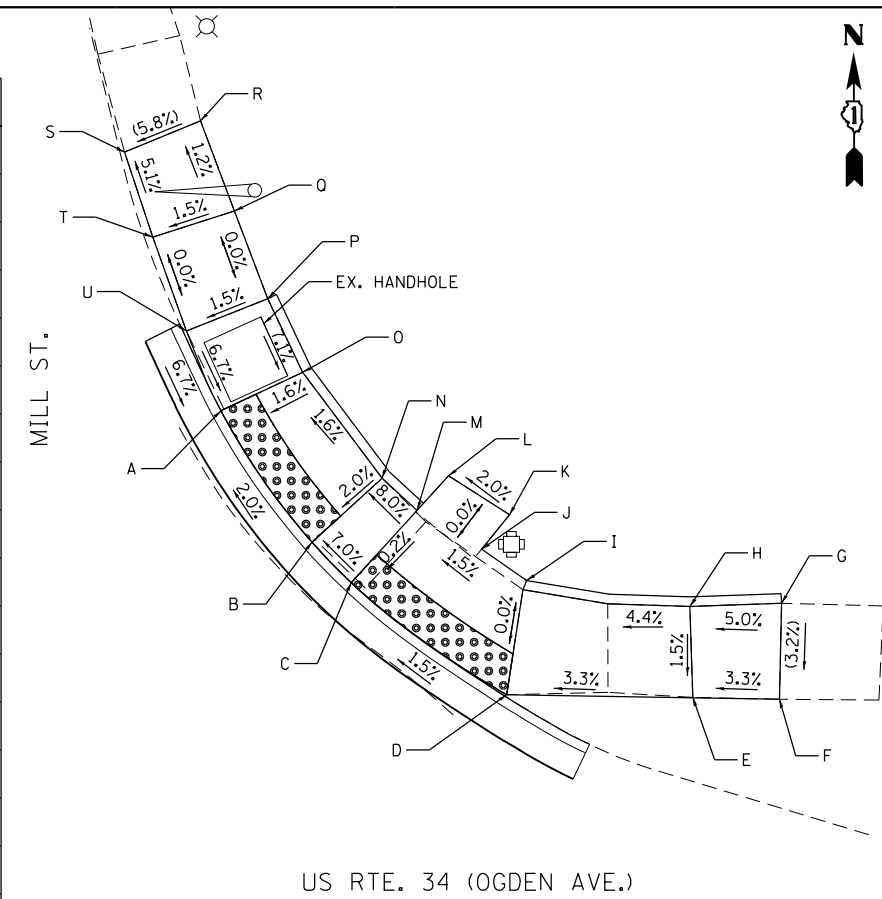 N
1
R
(5.8%)
S
1.2%
5.1%
Q
1.5%
T
P
0.0%
0.0%
EX. HANDHOLE
U
1.5%
7.1%
O
6.7%
6.7%
1.6%
N
MILL ST.
1.6%
M
L
A
2.0%
2.0%
K
8.0%
0.0%
J
2.0%
7.0%
0.2%
1.5%
I
H
G
B
0.0%
4.4%
5.0%
1.5%
(3.2%)
C
1.5%
3.3%
3.3%
D
E
F
US RTE. 34 (OGDEN AVE.)